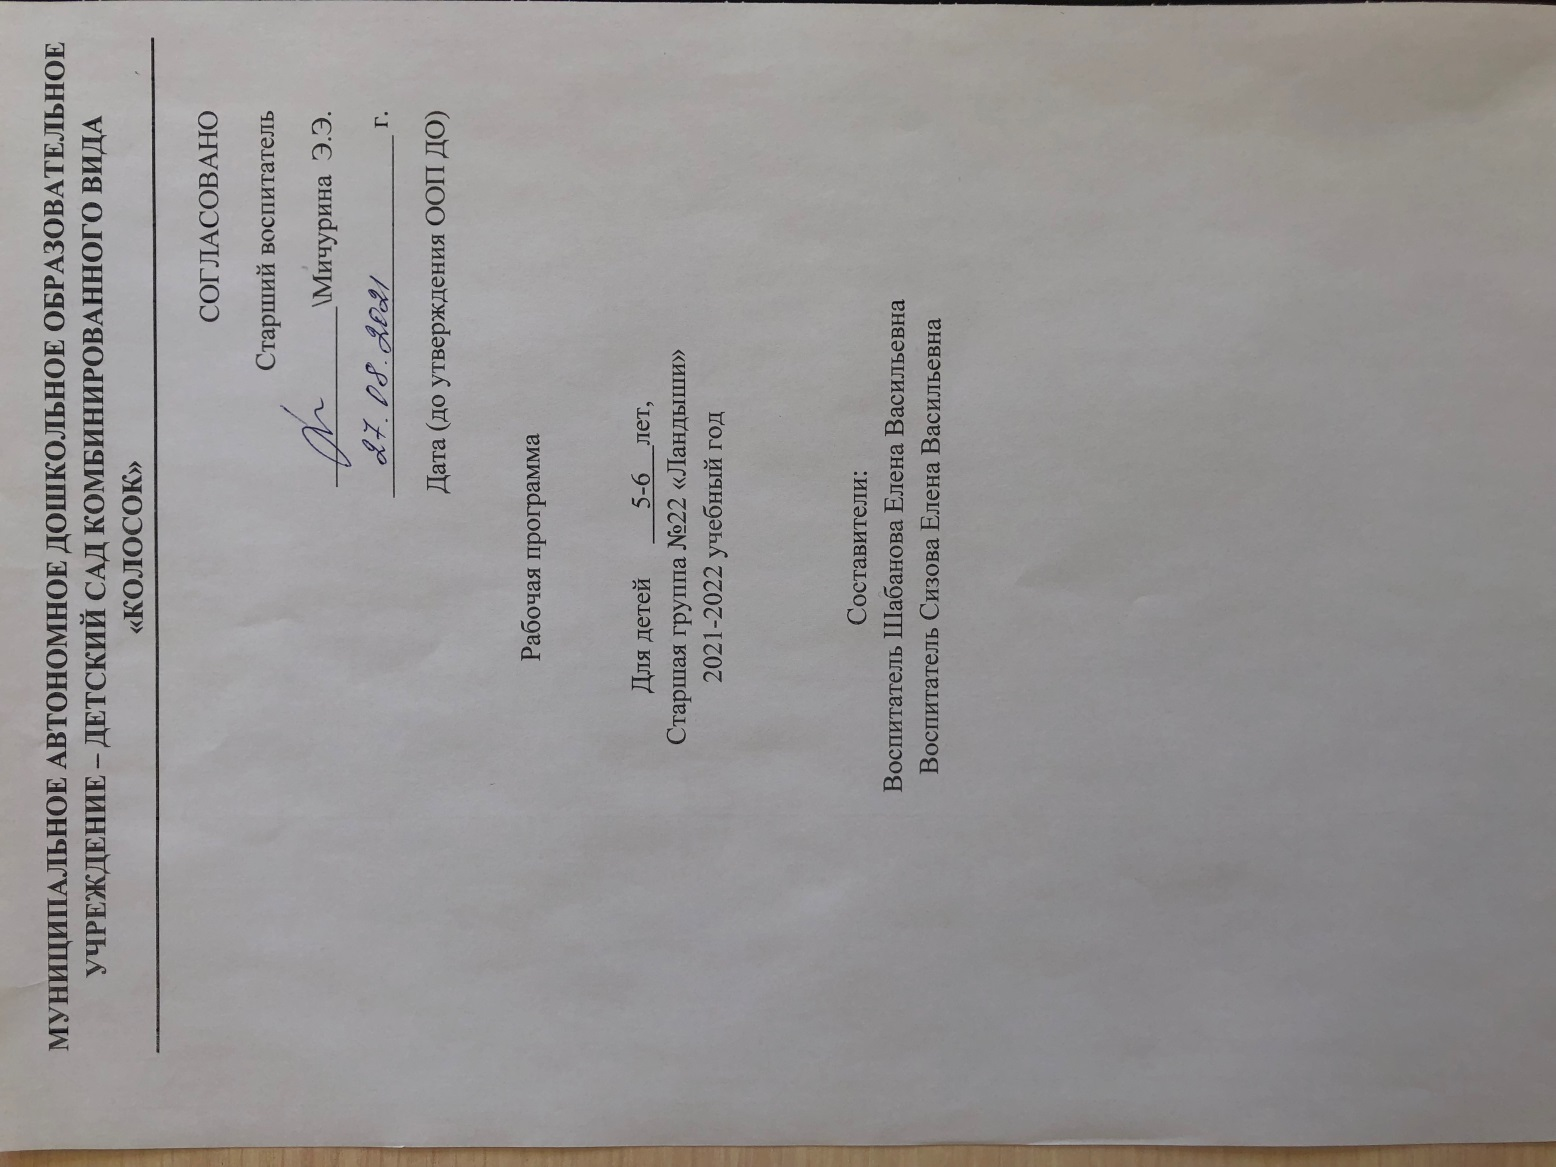 МУНИЦИПАЛЬНОЕ АВТОНОМНОЕ ДОШКОЛЬНОЕ ОБРАЗОВАТЕЛЬНОЕ
УЧРЕЖДЕНИЕ – ДЕТСКИЙ САД КОМБИНИРОВАННОГО ВИДА
«КОЛОСОК»
СОГЛАСОВАНО
Старший воспитатель
\Мичурина Э.Э.
27.08.2021 г.
Дата (до утверждения ООП ДО)
Рабочая программа
Для детей 5-6 лет,
Старшая группа №22 «Ландыши»
2021-2022 учебный год
Составители:
Воспитатель Шабанова Елена Васильевна
Воспитатель Сизова Елена Васильевна